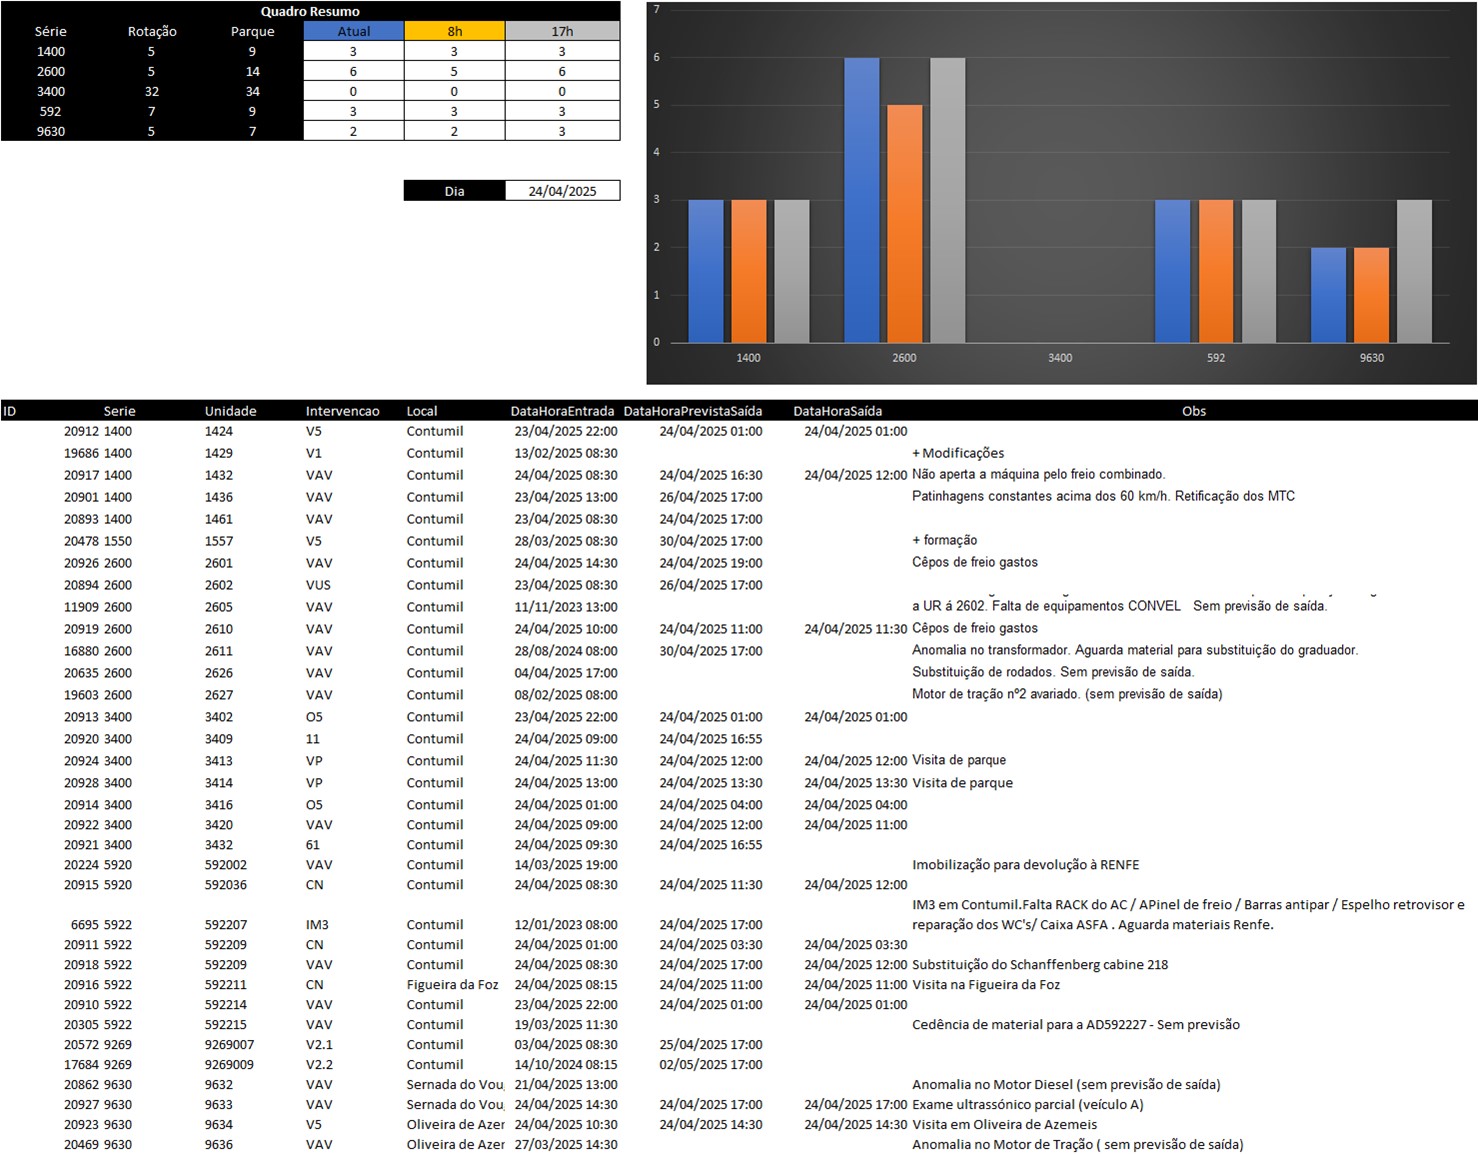 Quadro Resumo
Série Rotação Parque Atual 8h 17h
1400 5 9 3 3 3
2600 5 14 6 5 6
3400 32 34 0 0 0
592 7 9 3 3 3
9630 5 7 2 2 3
Dia 24/04/2025
7
6
5
4
3
2
1
0
1400 2600 3400 592 9630
ID Serie Unidade Intervencao Local DataHoraEntrada DataHoraPrevistaSaída DataHoraSaída Obs
20912 1400 1424 V5 Contumil 23/04/2025 22:00 24/04/2025 01:00 24/04/2025 01:00
19686 1400 1429 V1 Contumil 13/02/2025 08:30 + Modificações
20917 1400 1432 VAV Contumil 24/04/2025 08:30 24/04/2025 16:30 24/04/2025 12:00 Não aperta a máquina pelo freio combinado.
20901 1400 1436 VAV Contumil 23/04/2025 13:00 26/04/2025 17:00 Patinhagens constantes acima dos 60 km/h. Retificação dos MTC
20893 1400 1461 VAV Contumil 23/04/2025 08:30 24/04/2025 17:00
20478 1550 1557 V5 Contumil 28/03/2025 08:30 30/04/2025 17:00 + formação
20926 2600 2601 VAV Contumil 24/04/2025 14:30 24/04/2025 19:00 Cêpos de freio gastos
20894 2600 2602 VUS Contumil 23/04/2025 08:30 26/04/2025 17:00
11909 2600 2605 VAV Contumil 11/11/2023 13:00 a UR á 2602. Falta de equipamentos CONVEL Sem previsão de saída.
20919 2600 2610 VAV Contumil 24/04/2025 10:00 24/04/2025 11:00 24/04/2025 11:30 Cêpos de freio gastos
16880 2600 2611 VAV Contumil 28/08/2024 08:00 30/04/2025 17:00 Anomalia no transformador. Aguarda material para substituição do graduador.
20635 2600 2626 VAV Contumil 04/04/2025 17:00 Substituição de rodados. Sem previsão de saída.
19603 2600 2627 VAV Contumil 08/02/2025 08:00 Motor de tração nº2 avariado. (sem previsão de saída)
20913 3400 3402 O5 Contumil 23/04/2025 22:00 24/04/2025 01:00 24/04/2025 01:00
20920 3400 3409 11 Contumil 24/04/2025 09:00 24/04/2025 16:55
20924 3400 3413 VP Contumil 24/04/2025 11:30 24/04/2025 12:00 24/04/2025 12:00 Visita de parque
20928 3400 3414 VP Contumil 24/04/2025 13:00 24/04/2025 13:30 24/04/2025 13:30 Visita de parque
20914 3400 3416 O5 Contumil 24/04/2025 01:00 24/04/2025 04:00 24/04/2025 04:00
20922 3400 3420 VAV Contumil 24/04/2025 09:00 24/04/2025 12:00 24/04/2025 11:00
20921 3400 3432 61 Contumil 24/04/2025 09:30 24/04/2025 16:55
20224 5920 592002 VAV Contumil 14/03/2025 19:00 Imobilização para devolução à RENFE
20915 5920 592036 CN Contumil 24/04/2025 08:30 24/04/2025 11:30 24/04/2025 12:00
IM3 em Contumil.Falta RACK do AC / APinel de freio / Barras antipar / Espelho retrovisor e
6695 5922 592207 IM3 Contumil 12/01/2023 08:00 24/04/2025 17:00 reparação dos WC's/ Caixa ASFA . Aguarda materiais Renfe.
20911 5922 592209 CN Contumil 24/04/2025 01:00 24/04/2025 03:30 24/04/2025 03:30
20918 5922 592209 VAV Contumil 24/04/2025 08:30 24/04/2025 17:00 24/04/2025 12:00 Substituição do Schanffenberg cabine 218
20916 5922 592211 CN Figueira da Foz 24/04/2025 08:15 24/04/2025 11:00 24/04/2025 11:00 Visita na Figueira da Foz
20910 5922 592214 VAV Contumil 23/04/2025 22:00 24/04/2025 01:00 24/04/2025 01:00
20305 5922 592215 VAV Contumil 19/03/2025 11:30 Cedência de material para a AD592227 - Sem previsão
20572 9269 9269007 V2.1 Contumil 03/04/2025 08:30 25/04/2025 17:00
17684 9269 9269009 V2.2 Contumil 14/10/2024 08:15 02/05/2025 17:00
20862 9630 9632 VAV Sernada do Vou 21/04/2025 13:00 Anomalia no Motor Diesel (sem previsão de saída)
20927 9630 9633 VAV Sernada do Vou 24/04/2025 14:30 24/04/2025 17:00 24/04/2025 17:00 Exame ultrassónico parcial (veículo A)
20923 9630 9634 V5 Oliveira de Azer 24/04/2025 10:30 24/04/2025 14:30 24/04/2025 14:30 Visita em Oliveira de Azemeis
20469 9630 9636 VAV Oliveira de Azer 27/03/2025 14:30 Anomalia no Motor de Tração ( sem previsão de saída)